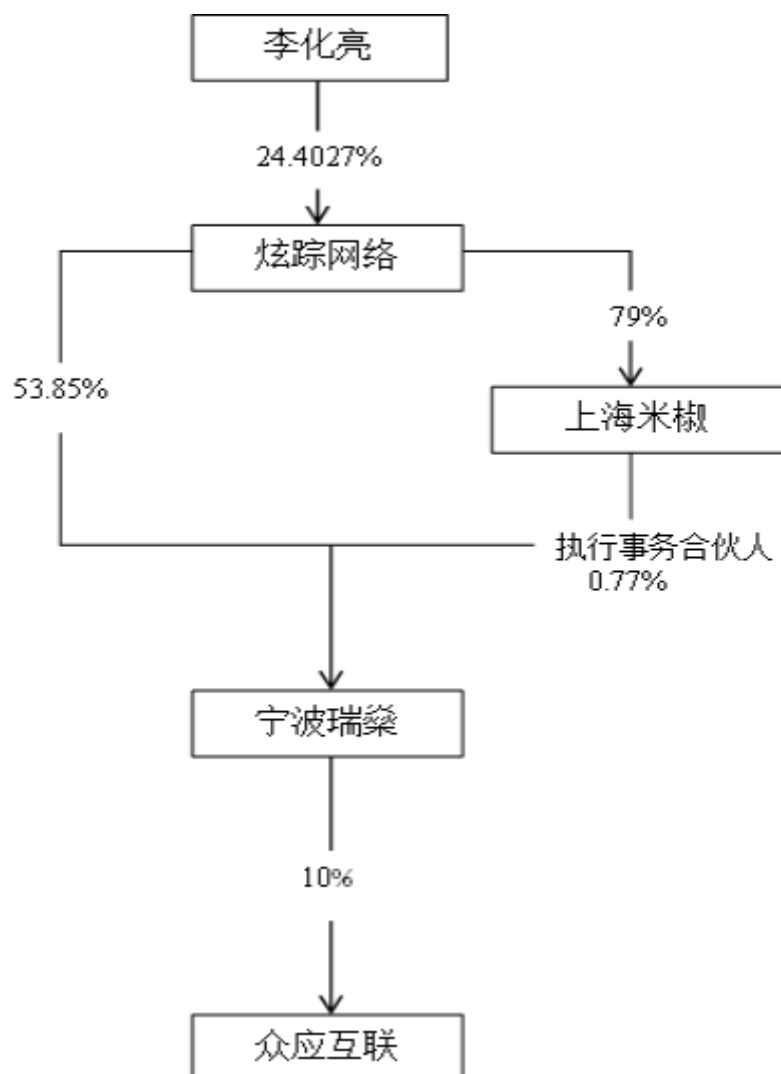 李化亮
24.4027%
炫踪网络
79%
53.85%
上海米椒
执行事务合伙人
0.77%
宁波瑞燊
10%
众应互联